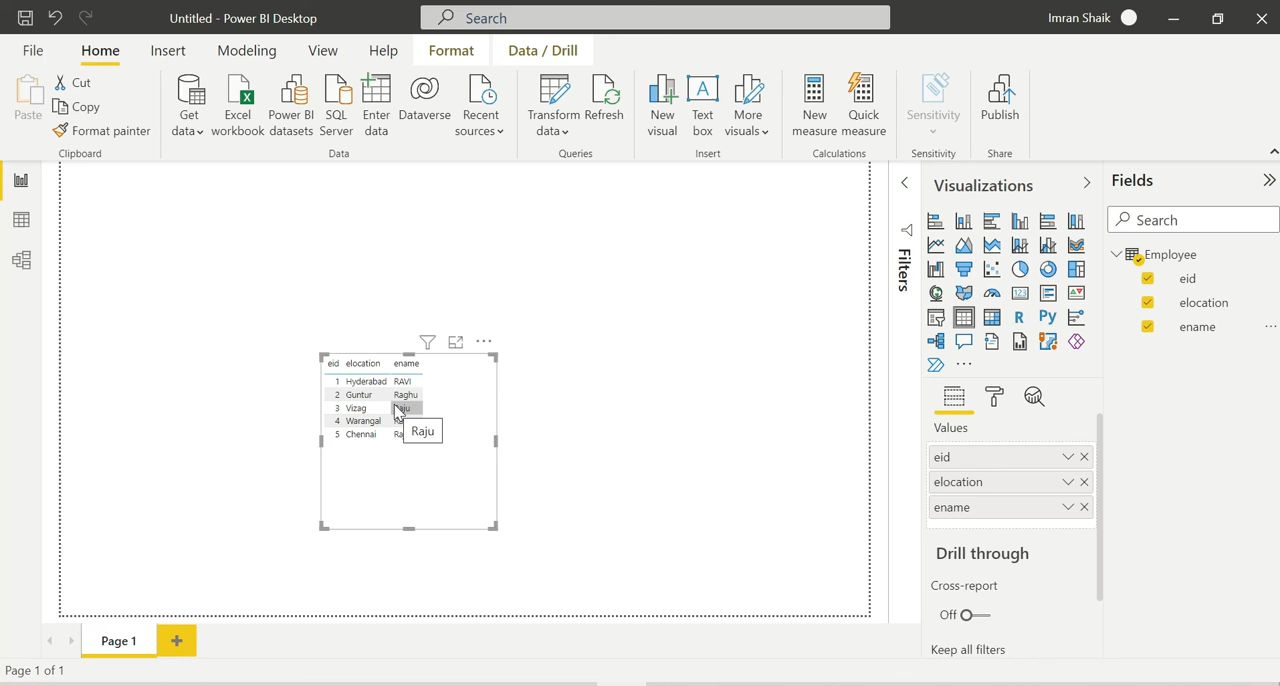 Untitled - Power BI Desktop
Search
Imran Shaik
File Home Insert Modeling View Help Format Data / Drill
Paste
Cut
Copy
Format painter
Clipboard
Get data
Excel workbook
Power BI datasets
SQL Server
Enter data
Dataverse
Recent sources
Data
Transform data
Refresh
Queries
New visual
Text box
More visuals
Insert
New measure
Quick measure
Calculations
Sensitivity
Sensitivity
Publish
Share
eid elocation ename
1 Hyderabad RAVI
2 Guntur Raghu
3 Vizag
4 Warangal
5 Chennai
Raju
Filters
Visualizations
R
Py
Values
eid
elocation
ename
Drill through
Cross-report
Off
Keep all filters
Fields
Search
Employee
eid
elocation
ename
Page 1
Page 1 of 1